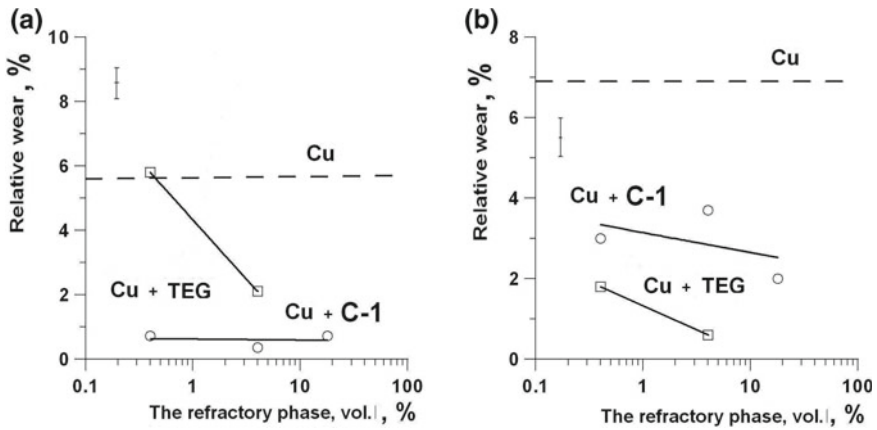 (a)
10
8
6
4
2
0
Relative wear, %
Cu
Cu + TEG
Cu + C-1
0.1 1 10 100
The refractory phase, vol.|, %
(b)
8
6
4
2
0
Relative wear, %
Cu
Cu + C-1
Cu + TEG
0.1 1 10 100
The refractory phase, vol.|, %